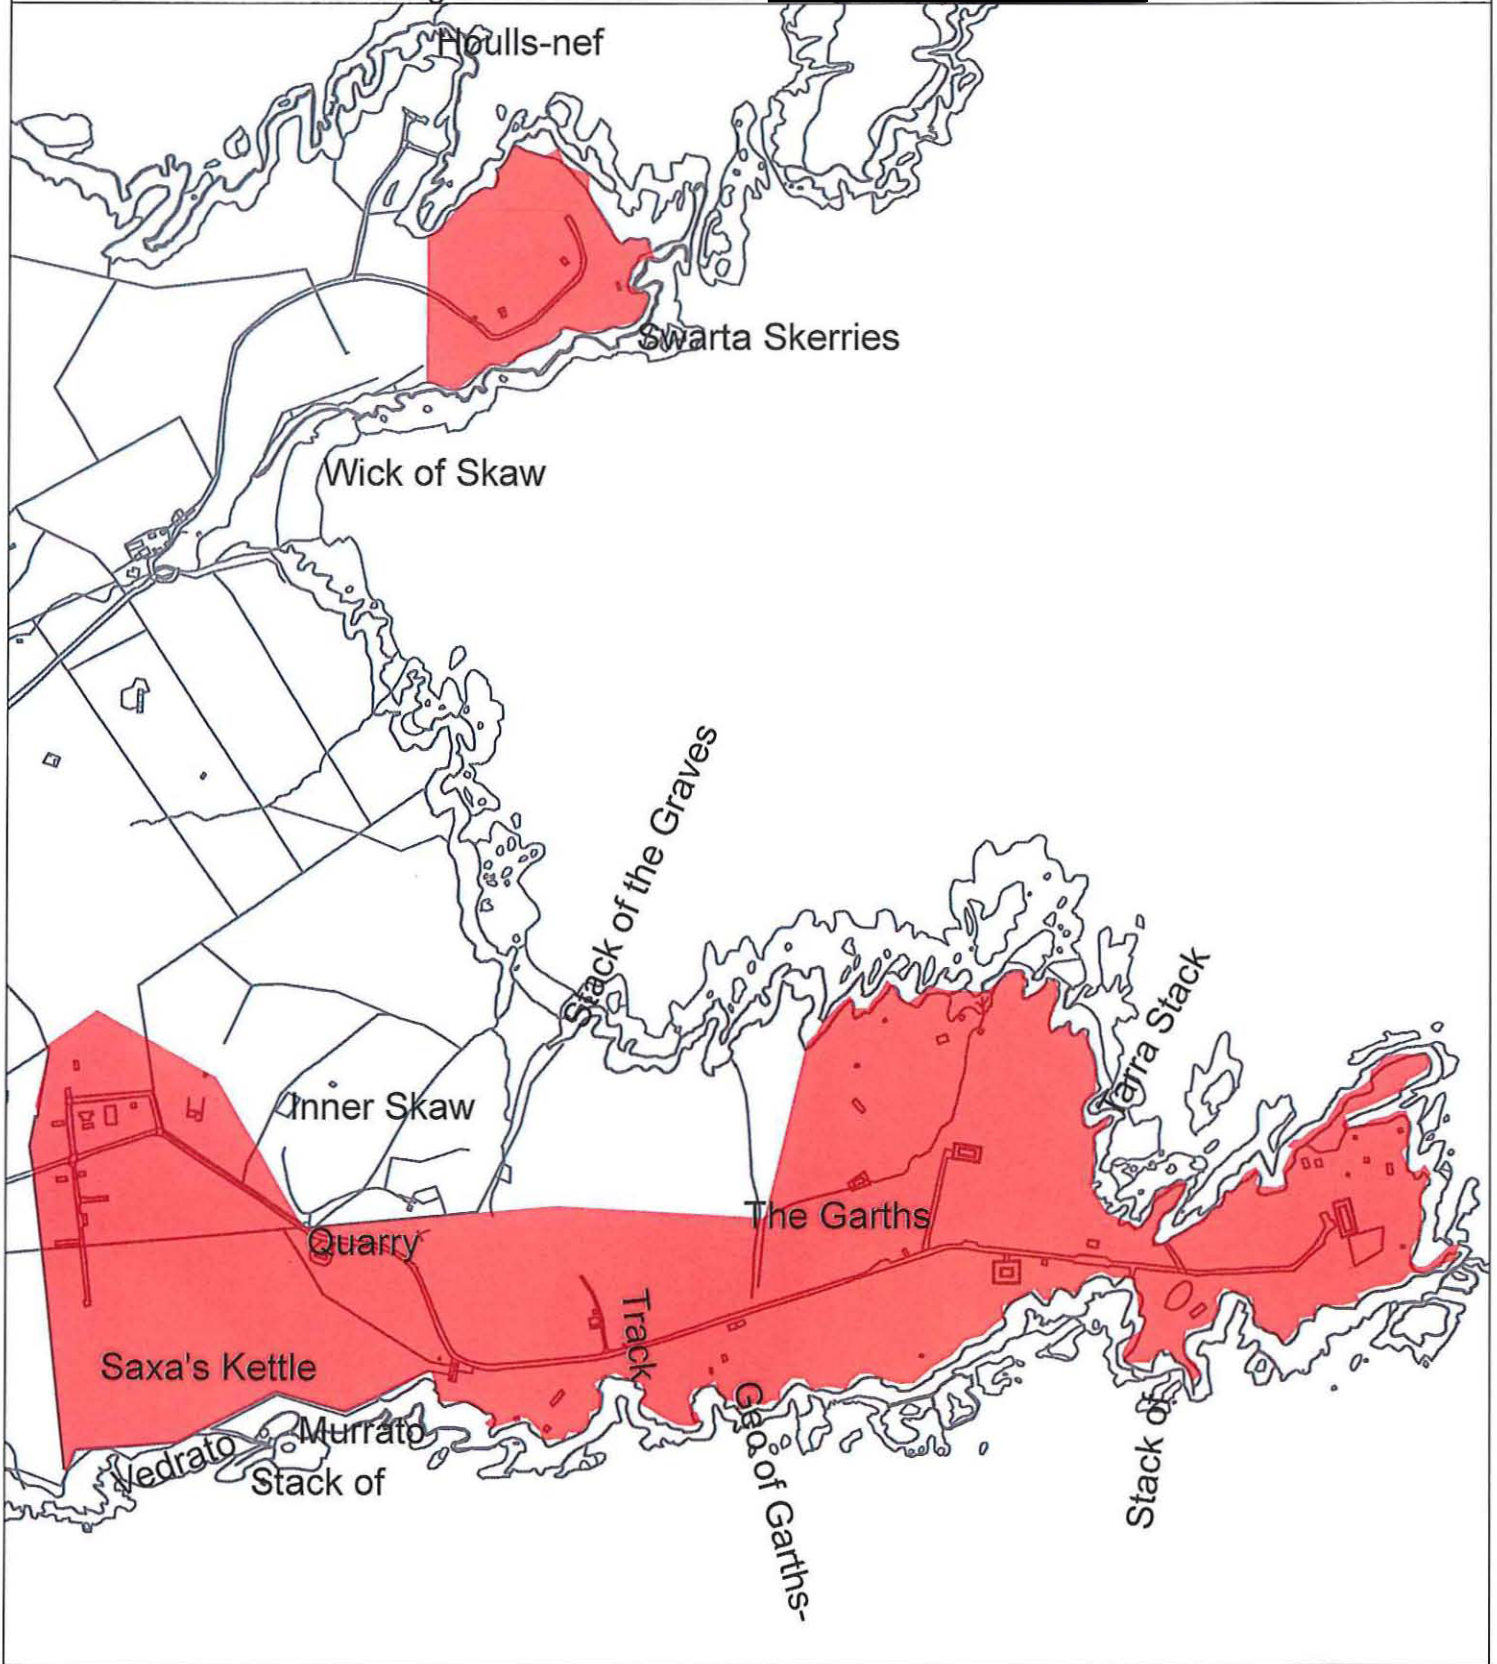 Houlls-nef
Swarta Skerries
Wick of Skaw
Stack of the Graves
Tarra Stack
Inner Skaw
The Garths
Quarry
Track
Saxa's Kettle
Geo of Garths-
Stack of
Murrato
Vedrato
Stack of